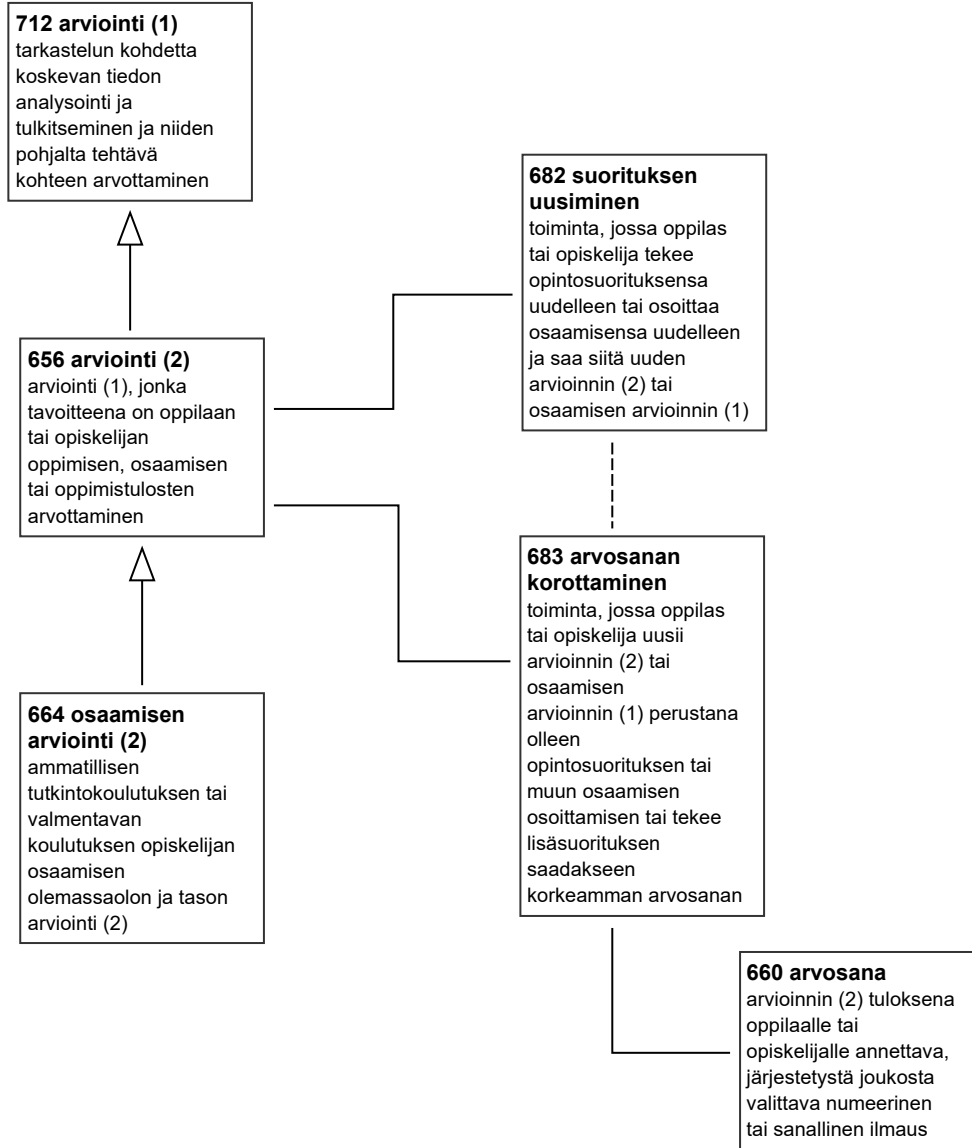 712 arviointi (1)
tarkastelun kohdetta
koskevan tiedon
analysointi ja
tulkitseminen ja niiden
pohjalta tehtävä
kohteen arvottaminen
682 suorituksen
uusiminen
toiminta, jossa oppilas
tai opiskelija tekee
opintosuorituksensa
uudelleen tai osoittaa
osaamisensa uudelleen
ja saa siitä uuden
arvioinnin (2) tai
osaamisen arvioinnin (1)
656 arviointi (2)
arviointi (1), jonka
tavoitteena on oppilaan
tai opiskelijan
oppimisen, osaamisen
tai oppimistulosten
arvottaminen
683 arvosanan
korottaminen
toiminta, jossa oppilas
tai opiskelija uusii
arvioinnin (2) tai
osaamisen
arvioinnin (1) perustana
olleen
opintosuorituksen tai
muun osaamisen
osoittamisen tai tekee
lisäsuorituksen
saadakseen
korkeamman arvosanan
664 osaamisen
arviointi (2)
ammatillisen
tutkintokoulutuksen tai
valmentavan
koulutuksen opiskelijan
osaamisen
olemassaolon ja tason
arviointi (2)
660 arvosana
arvioinnin (2) tuloksena
oppilaalle tai
opiskelijalle annettava,
järjestetystä joukosta
valittava numeerinen
tai sanallinen ilmaus